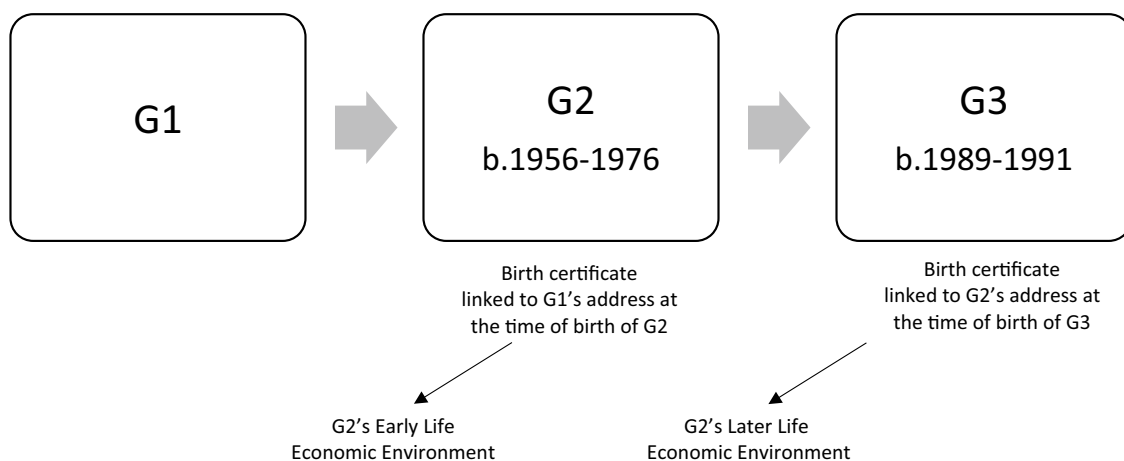 G1
G2
b.1956-1976
G3
b.1989-1991
Birth certificate
linked to G1’s address at
the time of birth of G2
Birth certificate
linked to G2’s address at
the time of birth of G3
G2’s Early Life
Economic Environment
G2’s Later Life
Economic Environment